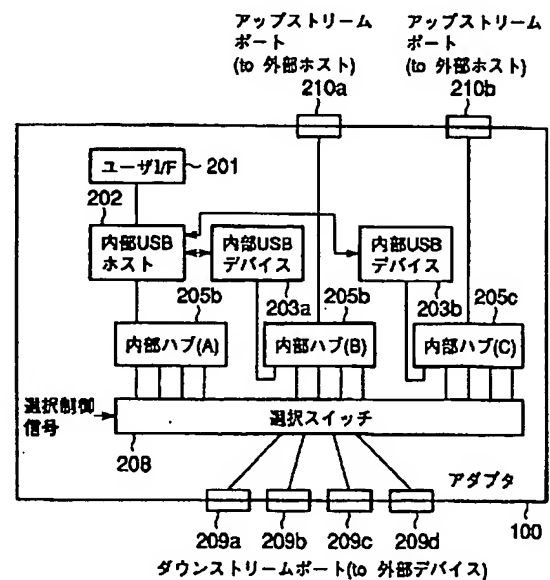 アップストリーム
ポート
(to 外部ホスト)
210a
アップストリーム
ポート
(to 外部ホスト)
210b
ユーザI/F
201
202
内部USB
ホスト
内部USB
デバイス
203a
内部USB
デバイス
203b
205b
内部ハブ(A)
205b
内部ハブ(B)
205c
内部ハブ(C)
選択制御
信号
選択スイッチ
208
アダプタ
100
209a
209b
209c
209d
ダウンストリームポート(to 外部デバイス)